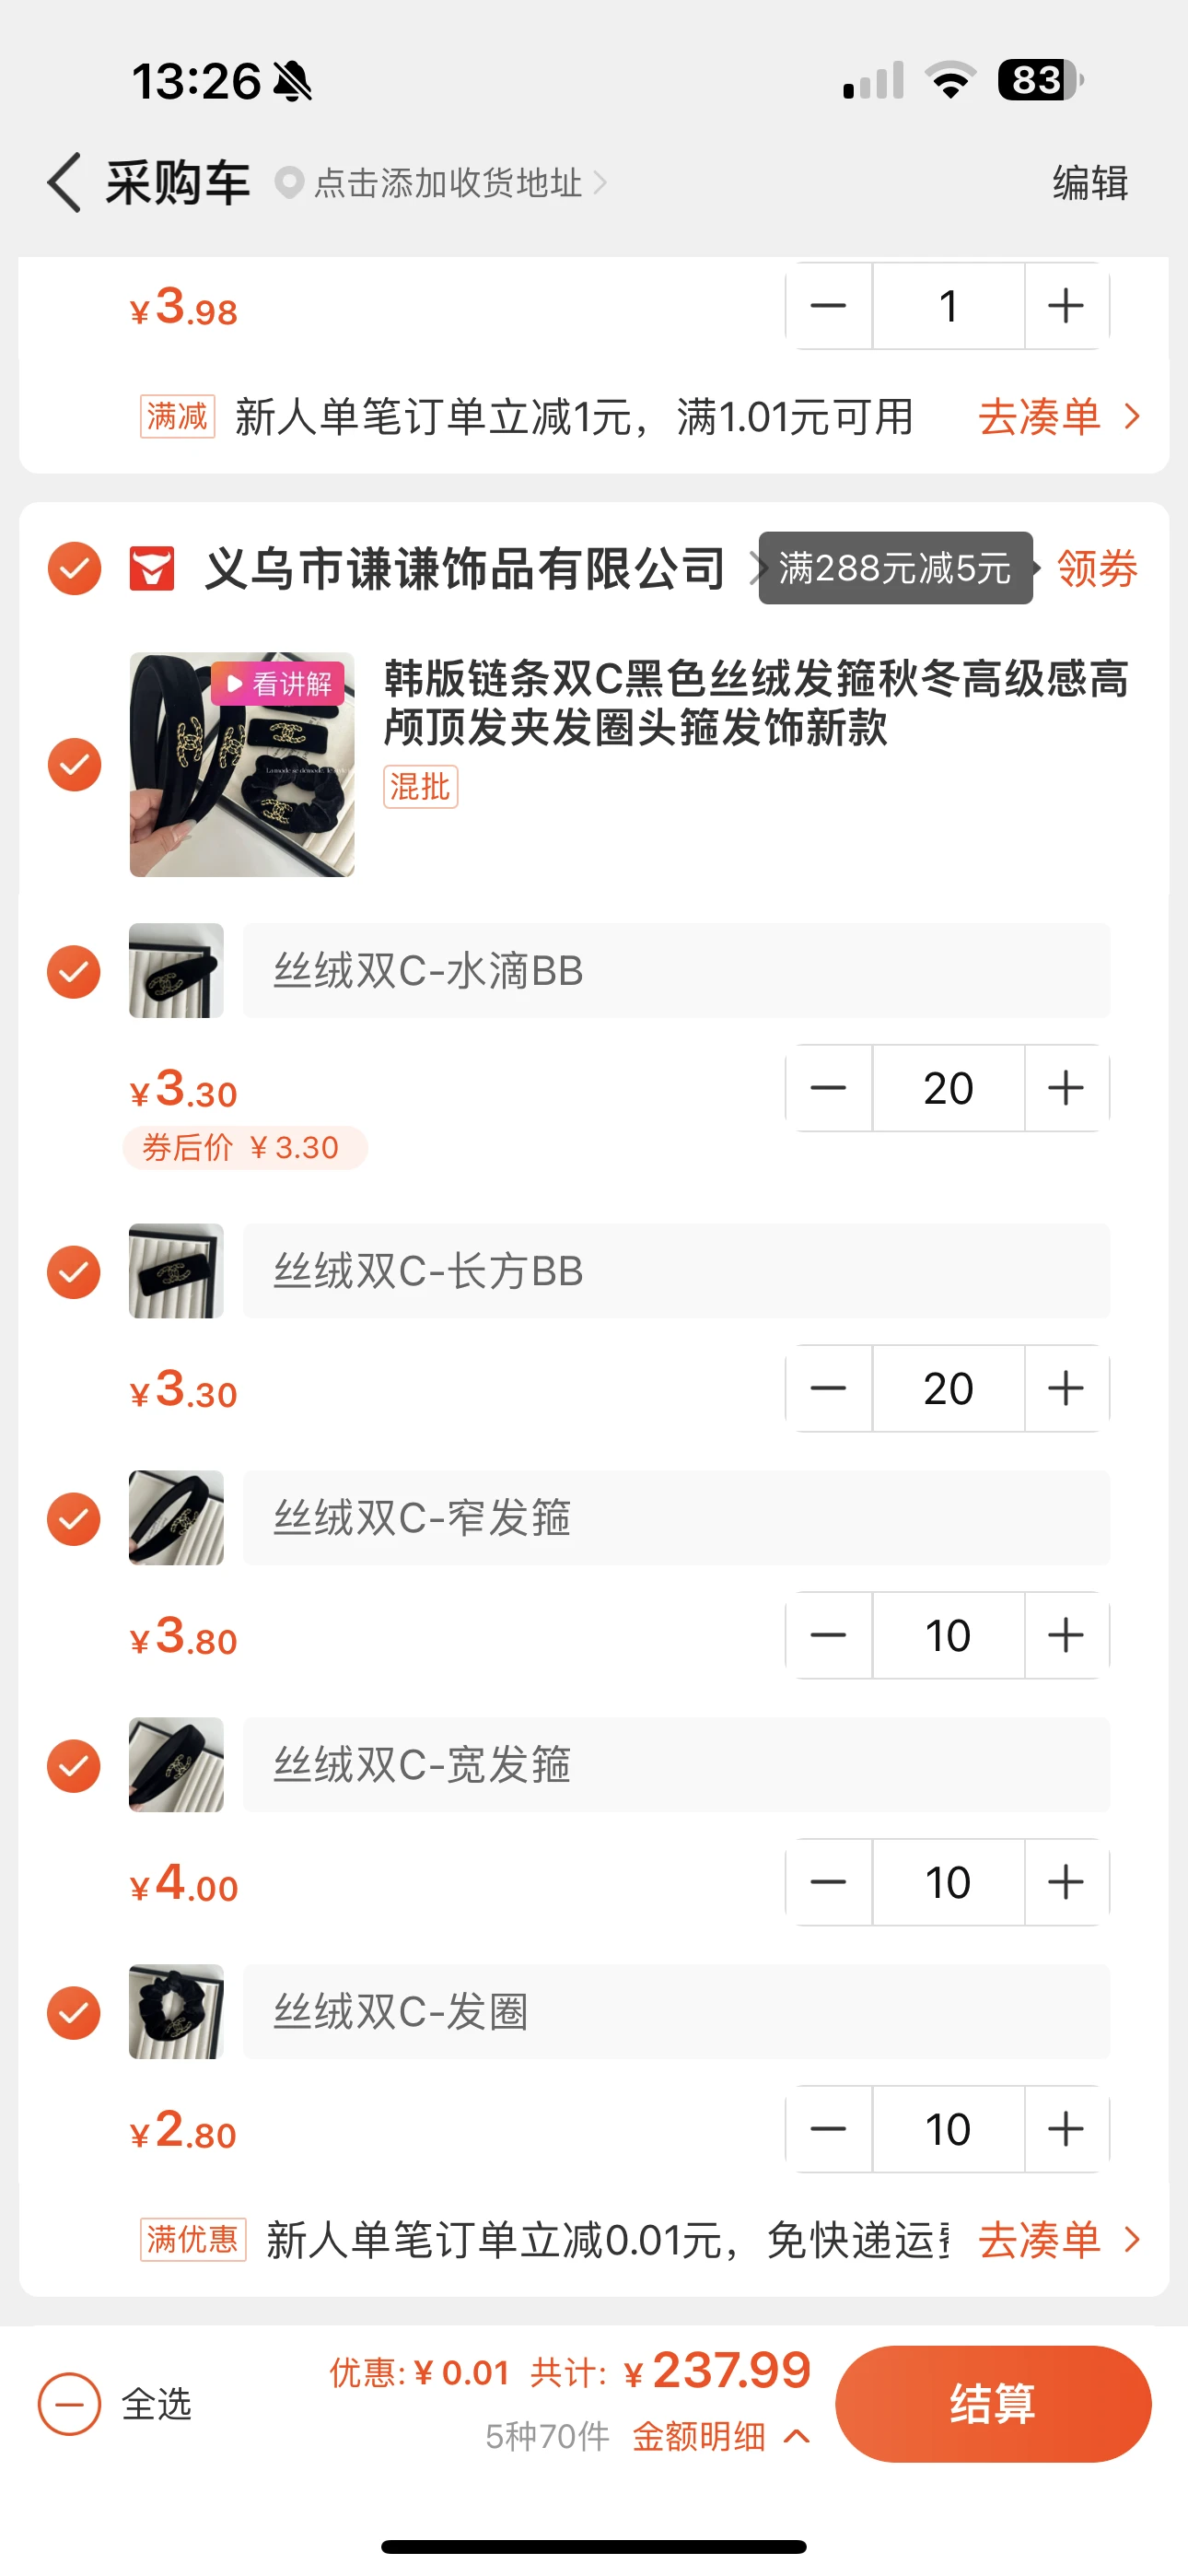 13:26
83
采购车 点击添加收货地址
编辑
¥3.98
1
满减 新人单笔订单立减1元，满1.01元可用 去凑单
义乌市谦谦饰品有限公司 满288元减5元 领券
看讲解
韩版链条双C黑色丝绒发箍秋冬高级感高
颅顶发夹发圈头箍发饰新款
混批
丝绒双C-水滴BB
¥3.30
20
券后价 ¥3.30
丝绒双C-长方BB
¥3.30
20
丝绒双C-窄发箍
¥3.80
10
丝绒双C-宽发箍
¥4.00
10
丝绒双C-发圈
¥2.80
10
满优惠 新人单笔订单立减0.01元，免快递运 去凑单
全选
优惠:¥0.01 共计: ¥237.99
5种70件 金额明细
结算